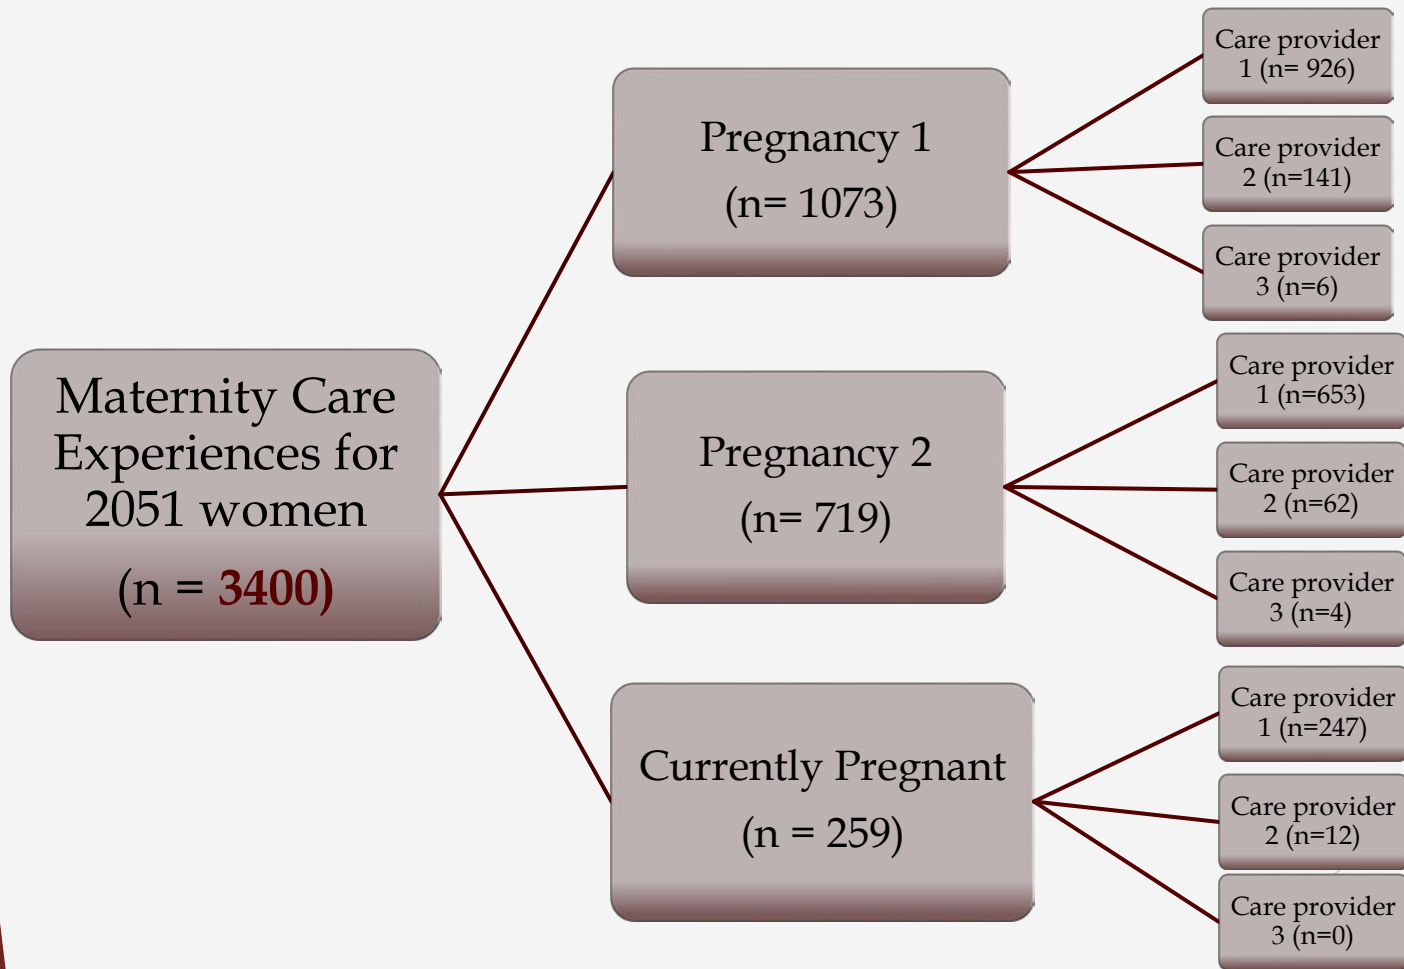 Maternity Care
Experiences for
2051 women
(n = 3400)
Pregnancy 1
(n= 1073)
Care provider
1 (n= 926)
Care provider
2 (n=141)
Care provider
3 (n=6)
Pregnancy 2
(n= 719)
Care provider
1 (n=653)
Care provider
2 (n=62)
Care provider
3 (n=4)
Currently Pregnant
(n = 259)
Care provider
1 (n=247)
Care provider
2 (n=12)
Care provider
3 (n=0)